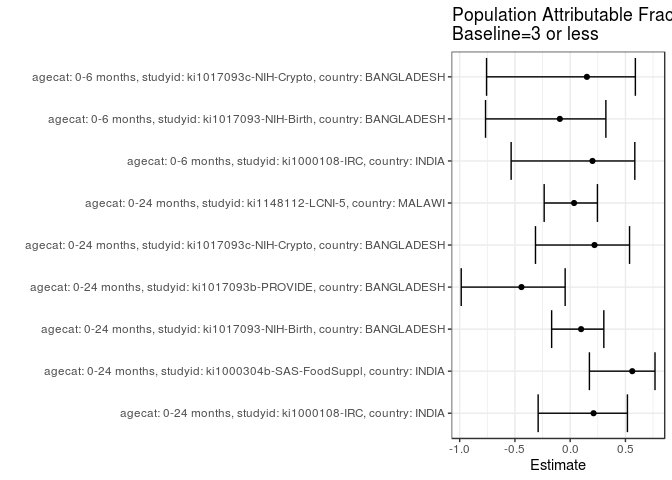 Population Attributable Frac
Baseline=3 or less
agecat: 0-6 months, studyid: ki1017093c-NIH-Crypto, country: BANGLADESH
agecat: 0-6 months, studyid: ki1017093-NIH-Birth, country: BANGLADESH
agecat: 0-6 months, studyid: ki1000108-IRC, country: INDIA
agecat: 0-24 months, studyid: ki1148112-LCNI-5, country: MALAWI
agecat: 0-24 months, studyid: ki1017093c-NIH-Crypto, country: BANGLADESH
agecat: 0-24 months, studyid: ki1017093b-PROVIDE, country: BANGLADESH
agecat: 0-24 months, studyid: ki1017093-NIH-Birth, country: BANGLADESH
agecat: 0-24 months, studyid: ki1000304b-SAS-FoodSuppl, country: INDIA
agecat: 0-24 months, studyid: ki1000108-IRC, country: INDIA
-1.0 -0.5 0.0 0.5
Estimate